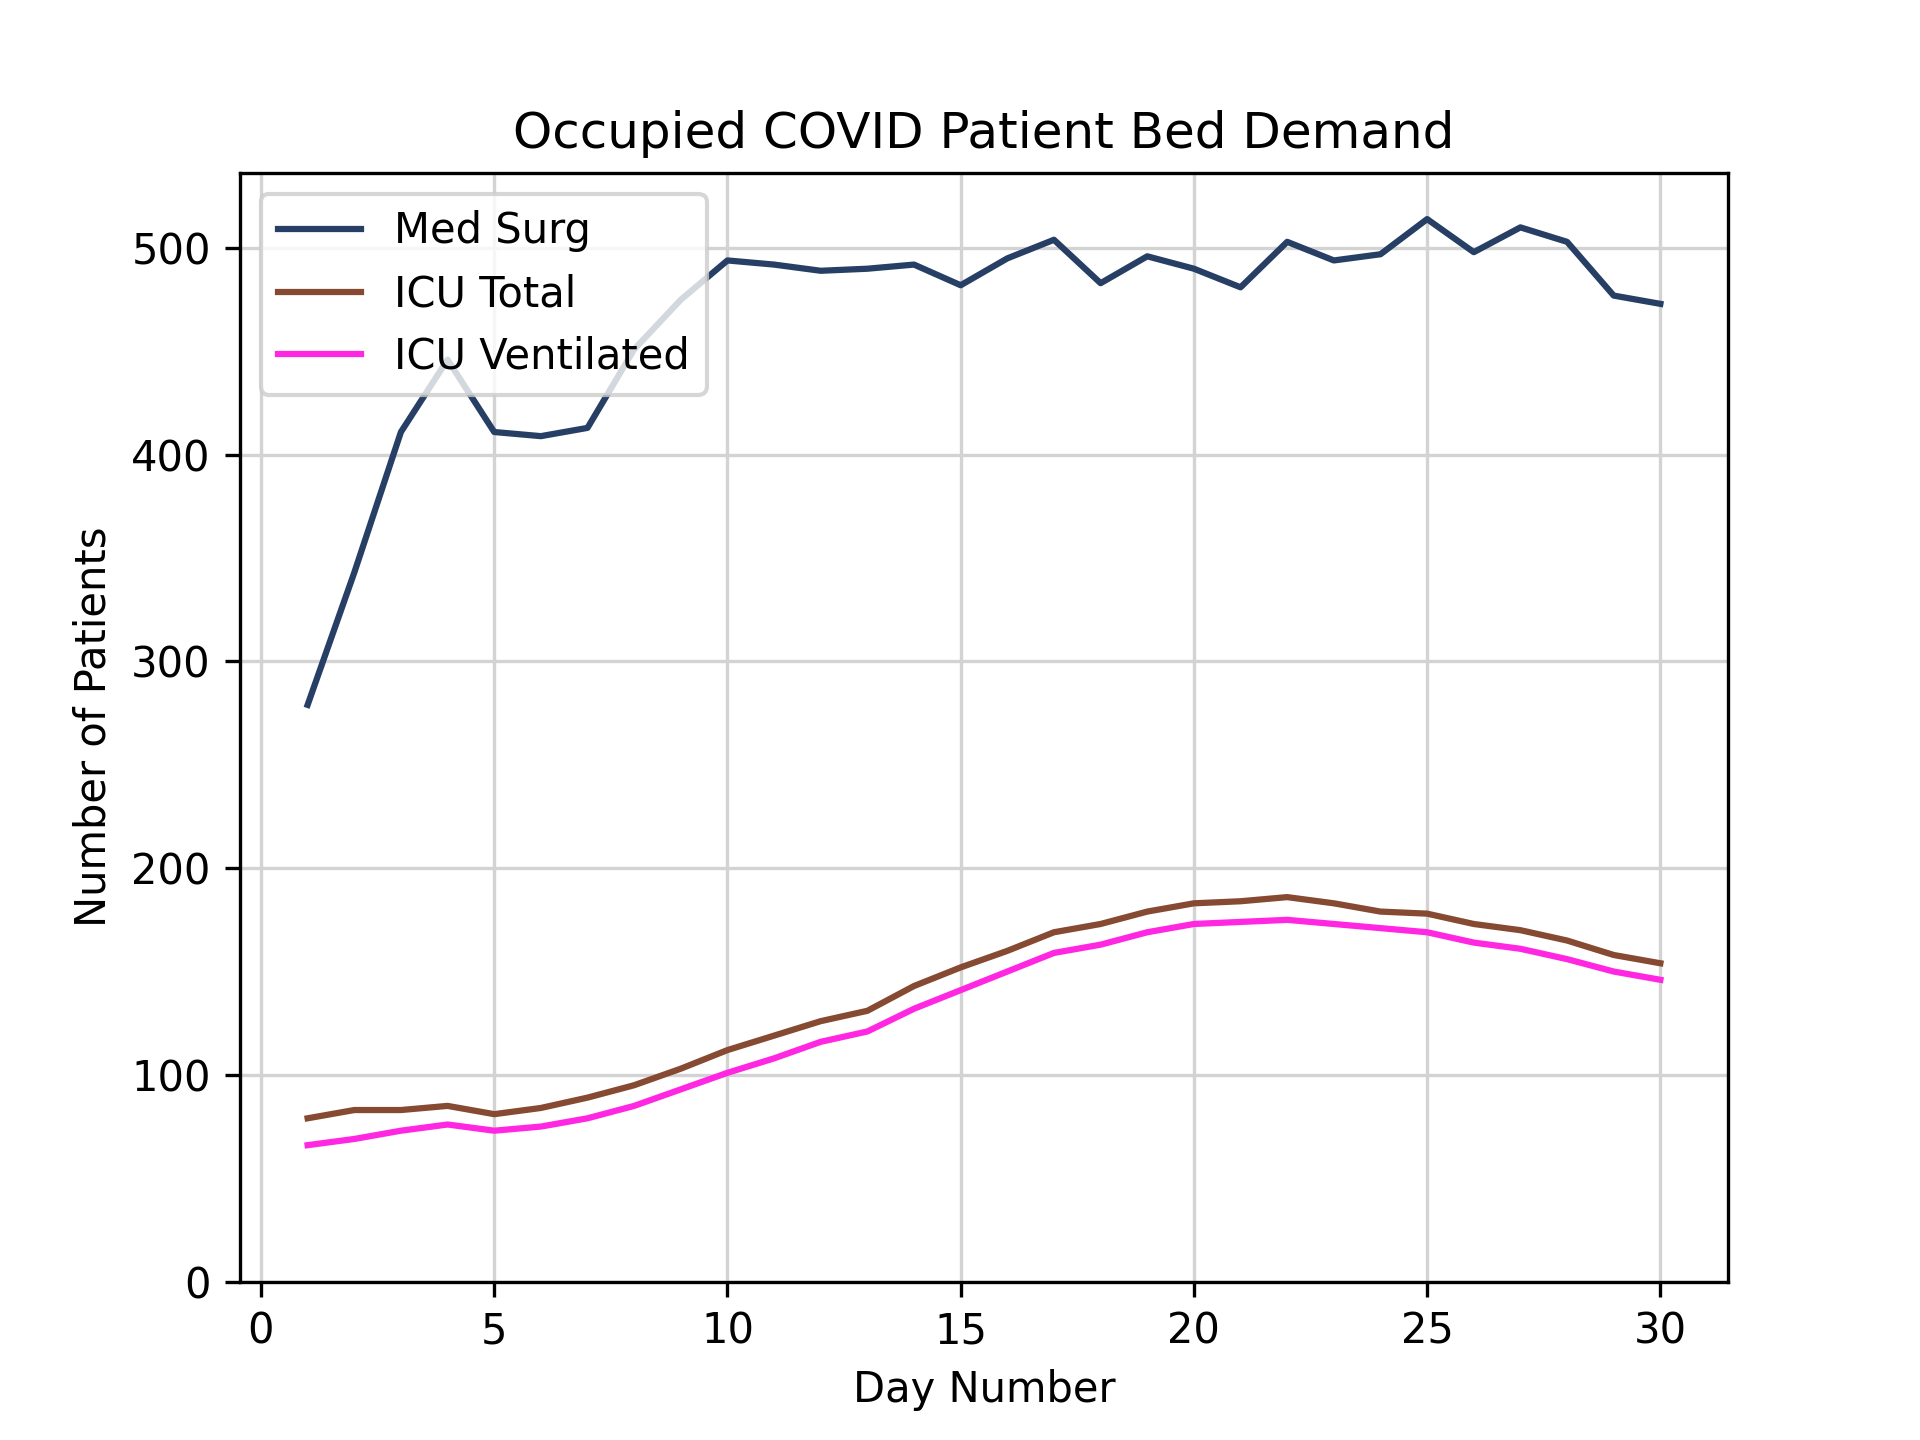 Occupied COVID Patient Bed Demand
Med Surg
ICU Total
ICU Ventilated
500
400
300
200
100
0
Number of Patients
0 5 10 15 20 25 30
Day Number